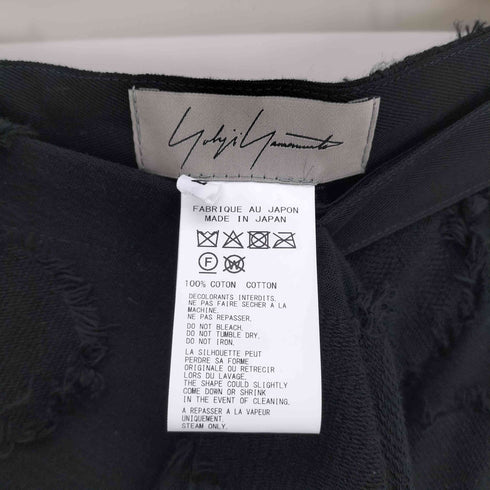 Yohji Yamamoto
FABRIQUE AU JAPON
MADE IN JAPAN
F W
100% COTON COTTON
DECOLORANTS INTERDITS.
NE PAS FAIRE SECHER A LA
MACHINE.
NE PAS REPASSER.
DO NOT BLEACH.
DO NOT TUMBLE DRY.
DO NOT IRON.
LA SILHOUETTE PEUT
PERDRE SA FORME
ORIGINALE OU RETRECIR
LORS DU LAVAGE.
THE SHAPE COULD SLIGHTLY
COME DOWN OR SHRINK
IN THE EVENT OF CLEANING.
A REPASSER A LA VAPEUR
UNIQUEMENT.
STEAM ONLY.